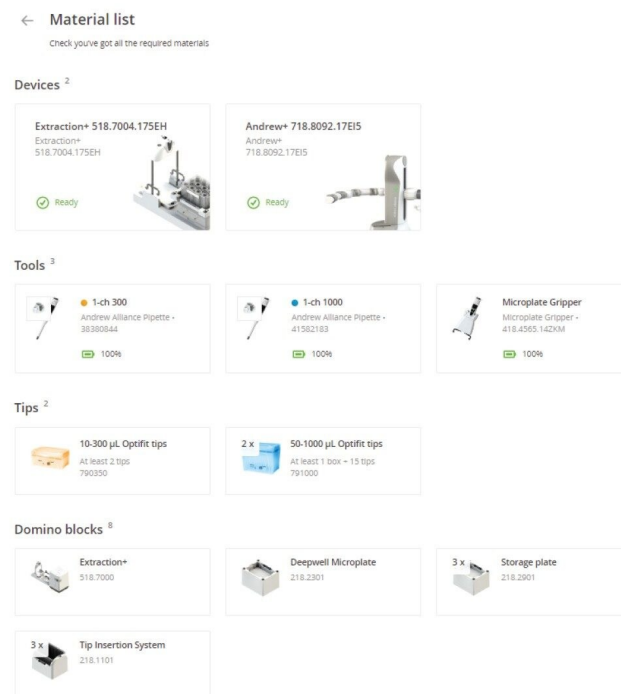 ← Material list
Check you've got all the required materials
Devices 2
Extraction+ 518.7004.175EH
Extraction+
518.7004.175EH
Ready
Andrew+ 718.8092.17EI5
Andrew+
718.8092.17EI5
Ready
Tools 3
1-ch 300
Andrew Alliance Pipette -
38380844
100%
1-ch 1000
Andrew Alliance Pipette -
41582183
100%
Microplate Gripper
Microplate Gripper -
418.4565.14ZKM
100%
Tips 2
10-300 µL Optifit tips
At least 2 tips
790350
2 x
50-1000 µL Optifit tips
At least 1 box + 15 tips
791000
Domino blocks 8
Extraction+
518.7000
Deepwell Microplate
218.2301
3 x
Storage plate
218.2901
3 x
Tip Insertion System
218.1101